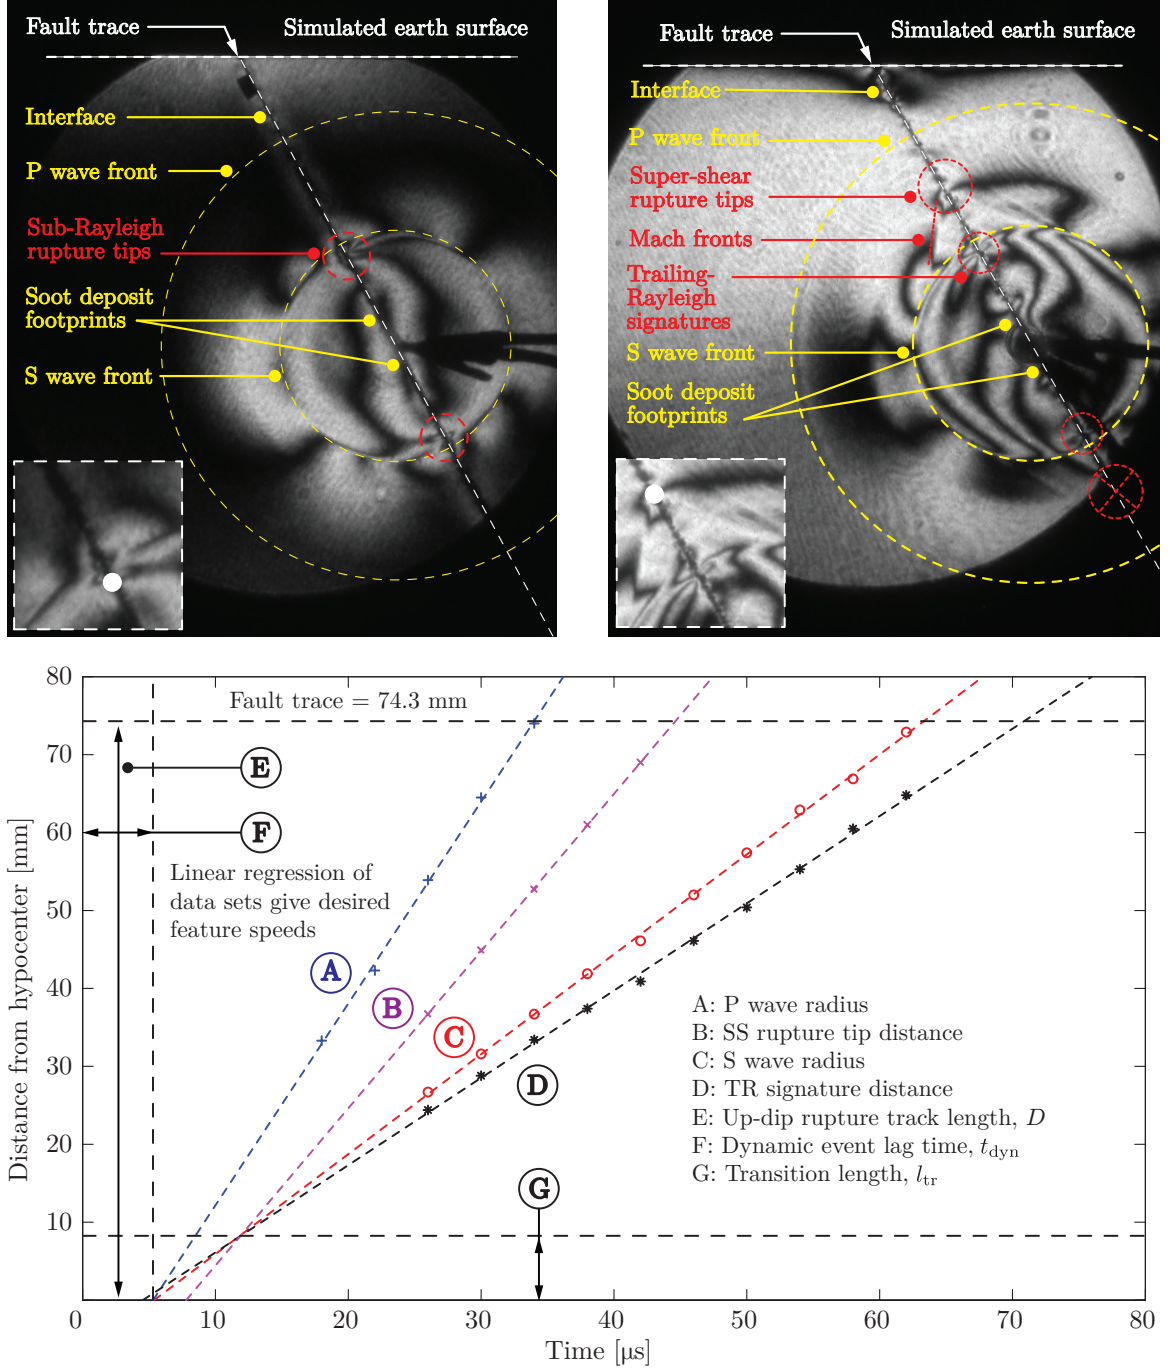 Fault trace
Simulated earth surface
Interface
P wave front
Sub-Rayleigh
rupture tips
Soot deposit
footprints
S wave front
Fault trace
Simulated earth surface
Interface
P wave front
Super-shear
rupture tips
Mach fronts
Trailing-
Rayleigh
signatures
S wave front
Soot deposit
footprints
80
70
60
50
40
30
20
10
Distance from hypocenter [mm]
Fault trace = 74.3 mm
E
F
Linear regression of
data sets give desired
feature speeds
A
B
C
D
G
A: P wave radius
B: SS rupture tip distance
C: S wave radius
D: TR signature distance
E: Up-dip rupture track length, D
F: Dynamic event lag time, t_dyn
G: Transition length, l_tr
0 10 20 30 40 50 60 70 80
Time [μs]